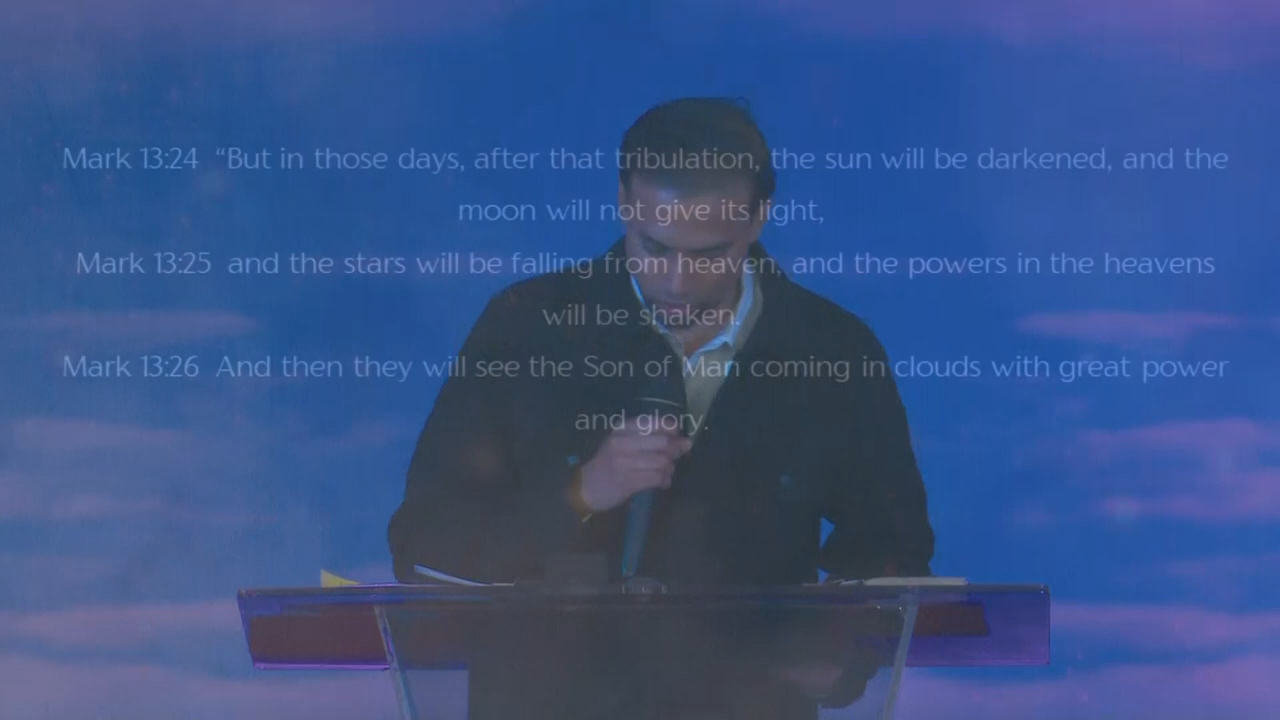 Mark 13:24 “But in those days, after that tribulation, the sun will be darkened, and the
moon will not give its light,
Mark 13:25 and the stars will be falling from heaven, and the powers in the heavens
will be shaken.
Mark 13:26 And then they will see the Son of Man coming in clouds with great power
and glory.